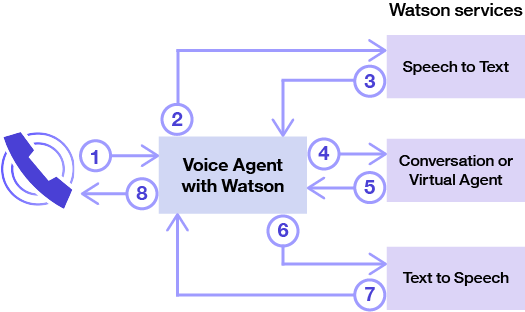 Watson services
2
Speech to Text
3
1
Voice Agent
with Watson
4
Conversation or
Virtual Agent
8
5
6
Text to Speech
7